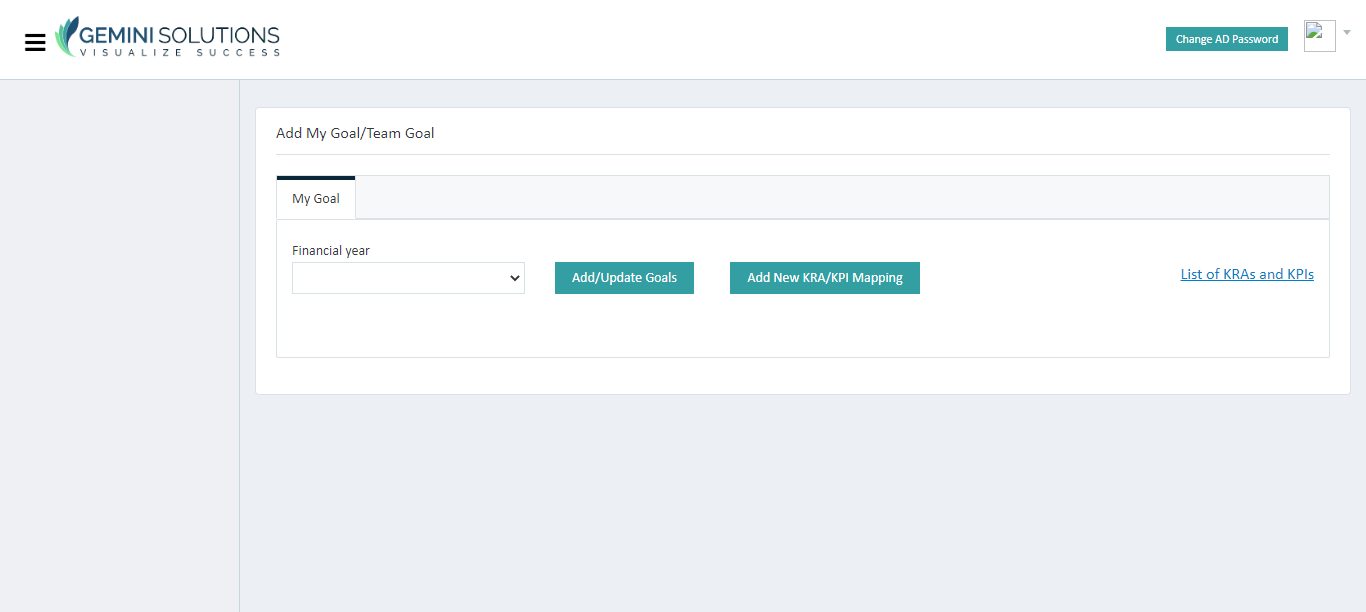 GEMINI SOLUTIONS
VISUALIZE SUCCESS
Change AD Password
Add My Goal/Team Goal
My Goal
Financial year
Add/Update Goals
Add New KRA/KPI Mapping
List of KRAs and KPIs